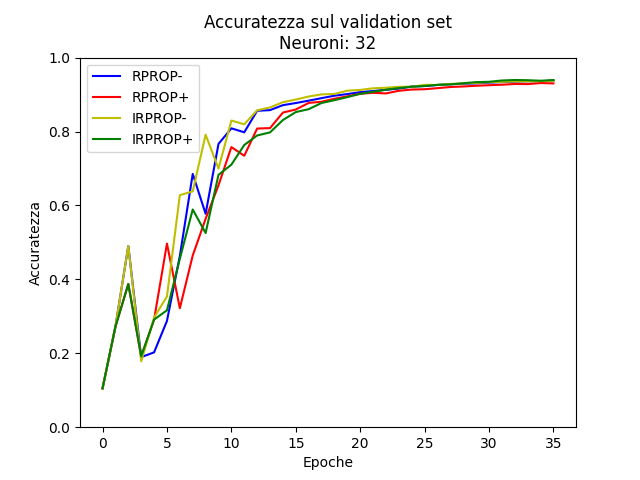 Accuratezza sul validation set
Neuroni: 32
1.0
0.8
0.6
0.4
0.2
0.0
Accuratezza
RPROP-
RPROP+
IRPROP-
IRPROP+
0 5 10 15 20 25 30 35
Epoche